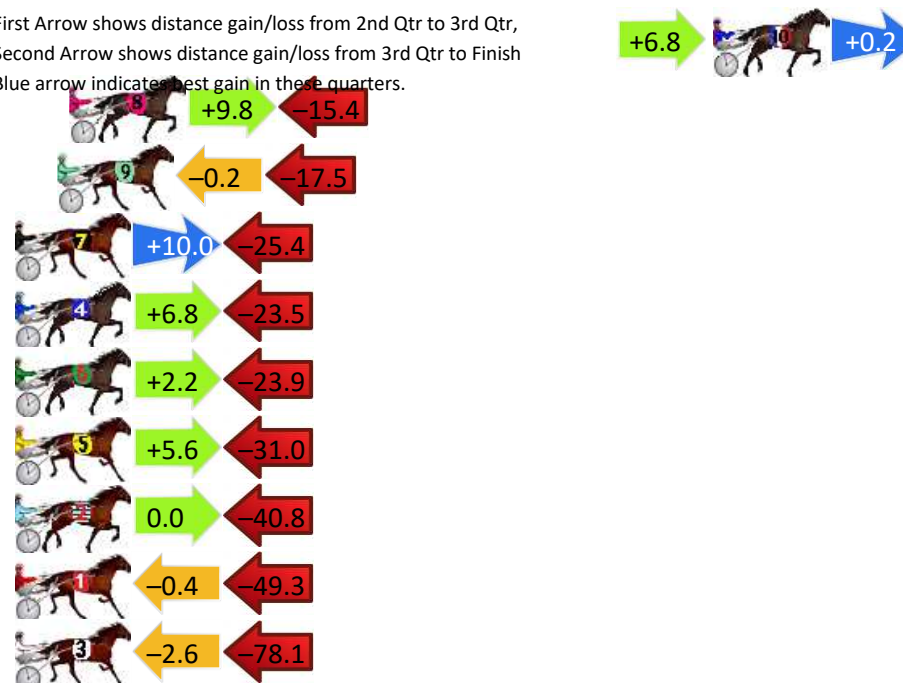 First Arrow shows distance gain/loss from 2nd Qtr to 3rd Qtr,
Second Arrow shows distance gain/loss from 3rd Qtr to Finish
Blue arrow indicates best gain in these quarters.
+6.8 10 +0.2
8 +9.8 –15.4
9 –0.2 –17.5
7 +10.0 –25.4
4 +6.8 –23.5
6 +2.2 –23.9
5 +5.6 –31.0
2 0.0 –40.8
1 –0.4 –49.3
3 –2.6 –78.1